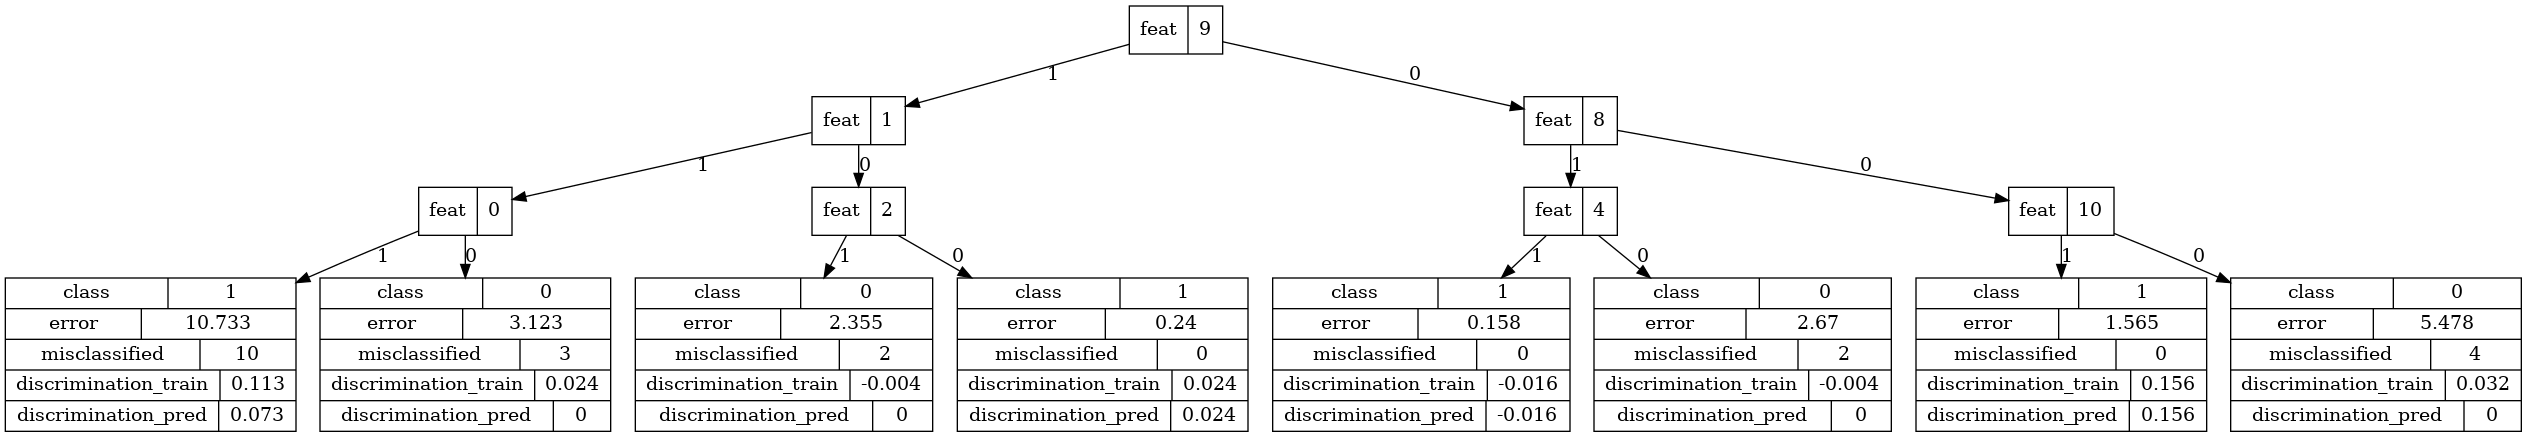 feat 9
1 0
feat 1 feat 8
1 0 1 0
feat 0 feat 2 feat 4 feat 10
1 0 1 0 1 0 1 0
class 1 class 0 class 0 class 1 class 1 class 0 class 1 class 0
error 10.733 error 3.123 error 2.355 error 0.24 error 0.158 error 2.67 error 1.565 error 5.478
misclassified 10 misclassified 3 misclassified 2 misclassified 0 misclassified 0 misclassified 2 misclassified 0 misclassified 4
discrimination_train 0.113 discrimination_train 0.024 discrimination_train -0.004 discrimination_train 0.024 discrimination_train -0.016 discrimination_train -0.004 discrimination_train 0.156 discrimination_train 0.032
discrimination_pred 0.073 discrimination_pred 0 discrimination_pred 0 discrimination_pred 0.024 discrimination_pred -0.016 discrimination_pred 0 discrimination_pred 0.156 discrimination_pred 0